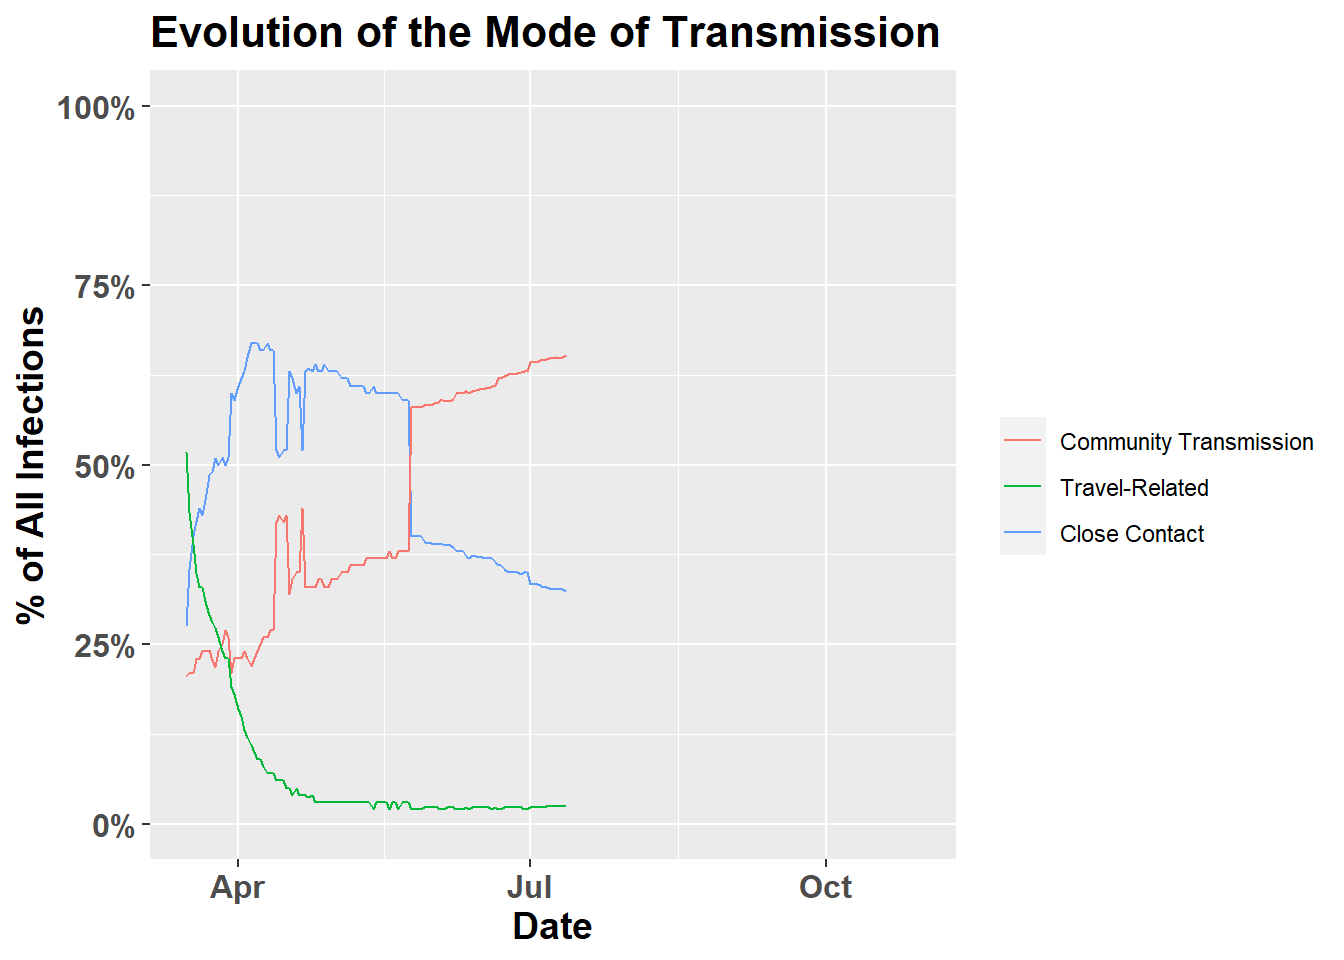 Evolution of the Mode of Transmission
% of All Infections
100%
75%
50%
25%
0%
Apr
Jul
Oct
Date
Community Transmission
Travel-Related
Close Contact